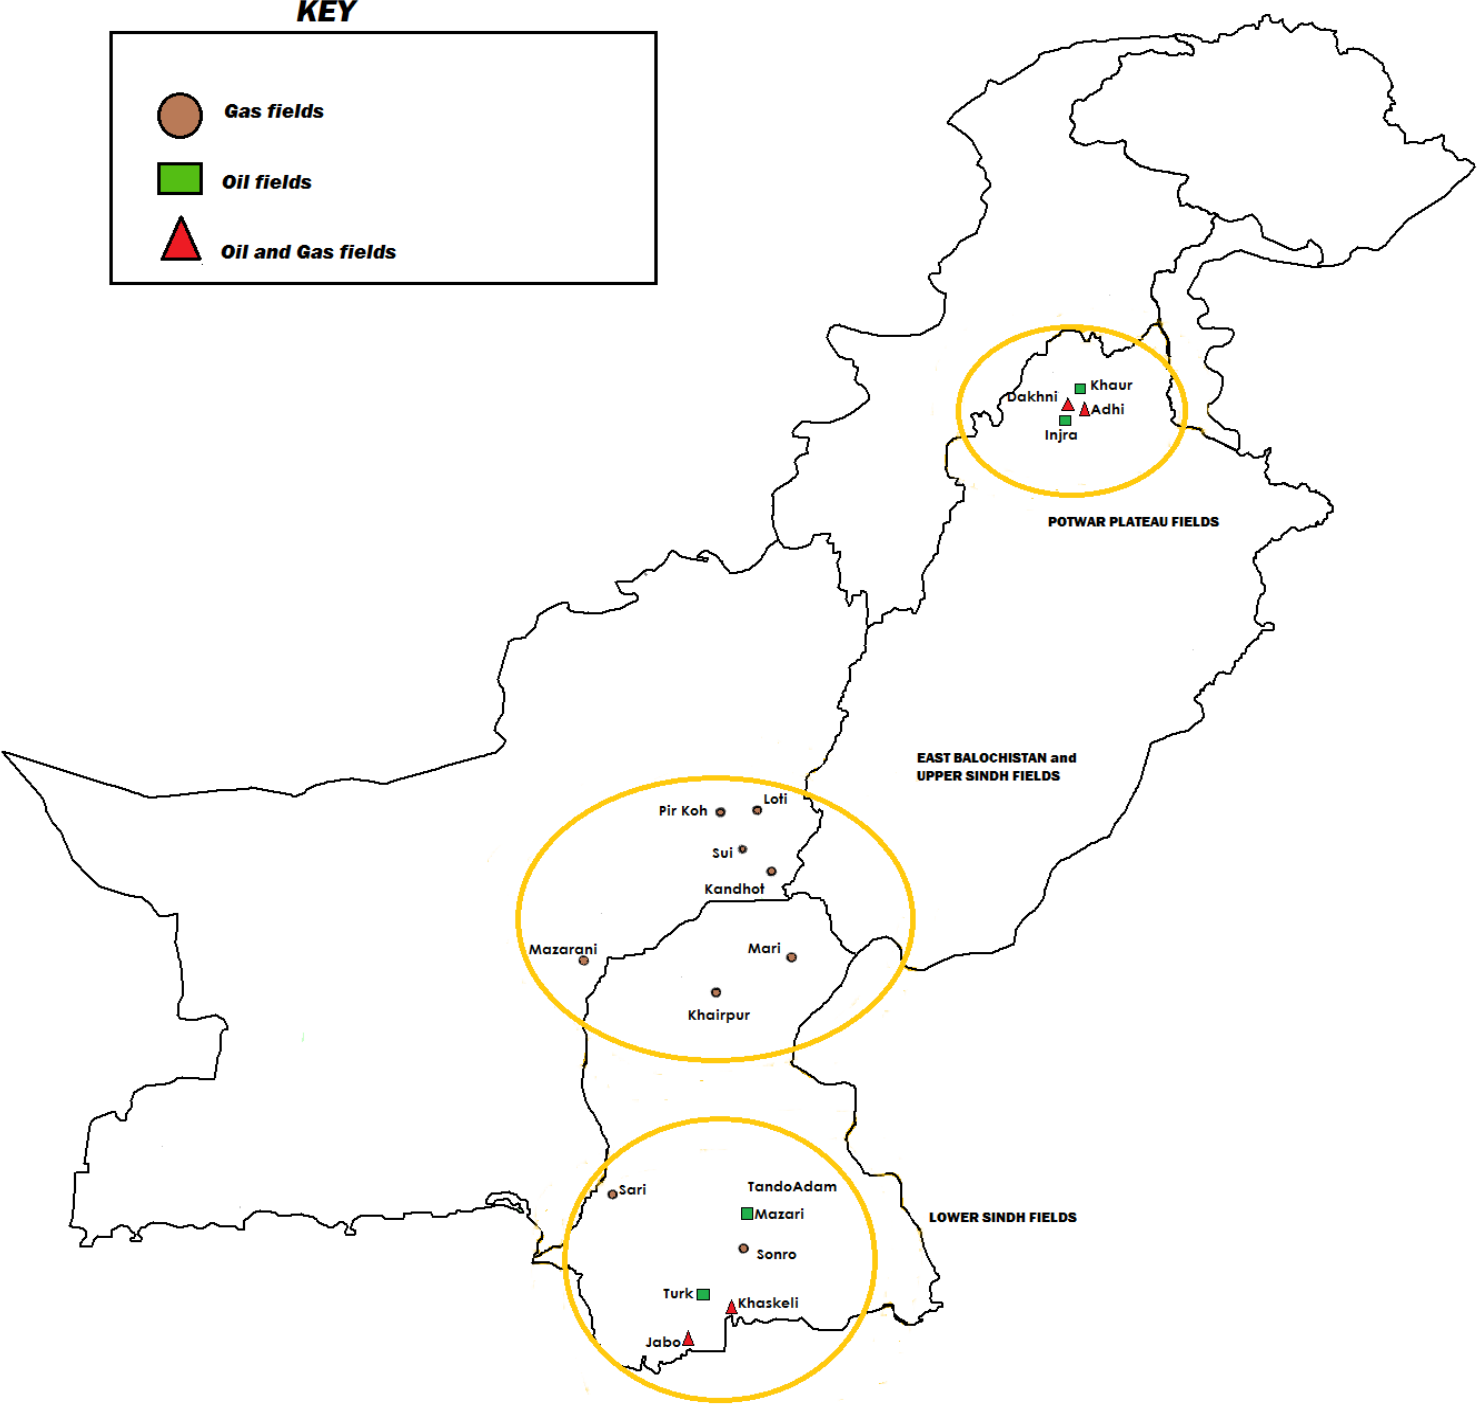 KEY
Gas fields
Oil fields
Oil and Gas fields
Khaur
Dakhni
Adhi
Injra
POTWAR PLATEAU FIELDS
EAST BALOCHISTAN and
UPPER SINDH FIELDS
Loti
Pir Koh
Sui
Kandhot
Mazarani
Mari
Khairpur
Sari
TandoAdam
Mazari
LOWER SINDH FIELDS
Sonro
Turk
Khaskeli
Jabo